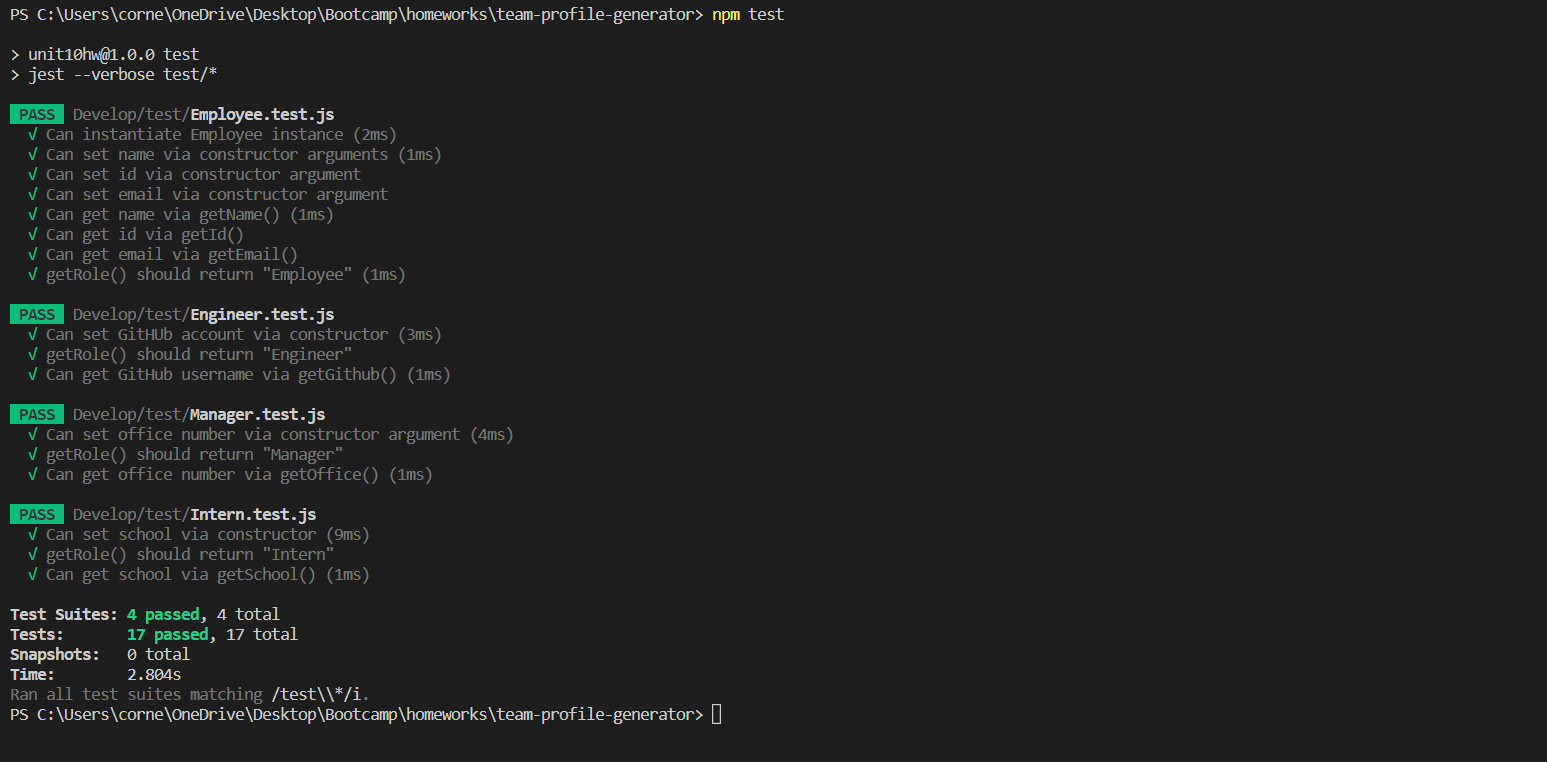 PS C:\Users\corne\OneDrive\Desktop\Bootcamp\homeworks\team-profile-generator> npm test
> unit10hw@1.0.0 test
> jest --verbose test/*
PASS Develop/test/Employee.test.js
√ Can instantiate Employee instance (2ms)
√ Can set name via constructor arguments (1ms)
√ Can set id via constructor argument
√ Can set email via constructor argument
√ Can get name via getName() (1ms)
√ Can get id via getId()
√ Can get email via getEmail()
√ getRole() should return "Employee" (1ms)
PASS Develop/test/Engineer.test.js
√ Can set GitHUb account via constructor (3ms)
√ getRole() should return "Engineer"
√ Can get GitHub username via getGithub() (1ms)
PASS Develop/test/Manager.test.js
√ Can set office number via constructor argument (4ms)
√ getRole() should return "Manager"
√ Can get office number via getOffice() (1ms)
PASS Develop/test/Intern.test.js
√ Can set school via constructor (9ms)
√ getRole() should return "Intern"
√ Can get school via getSchool() (1ms)
Test Suites: 4 passed, 4 total
Tests: 17 passed, 17 total
Snapshots: 0 total
Time: 2.804s
Ran all test suites matching /test\\*/i.
PS C:\Users\corne\OneDrive\Desktop\Bootcamp\homeworks\team-profile-generator>